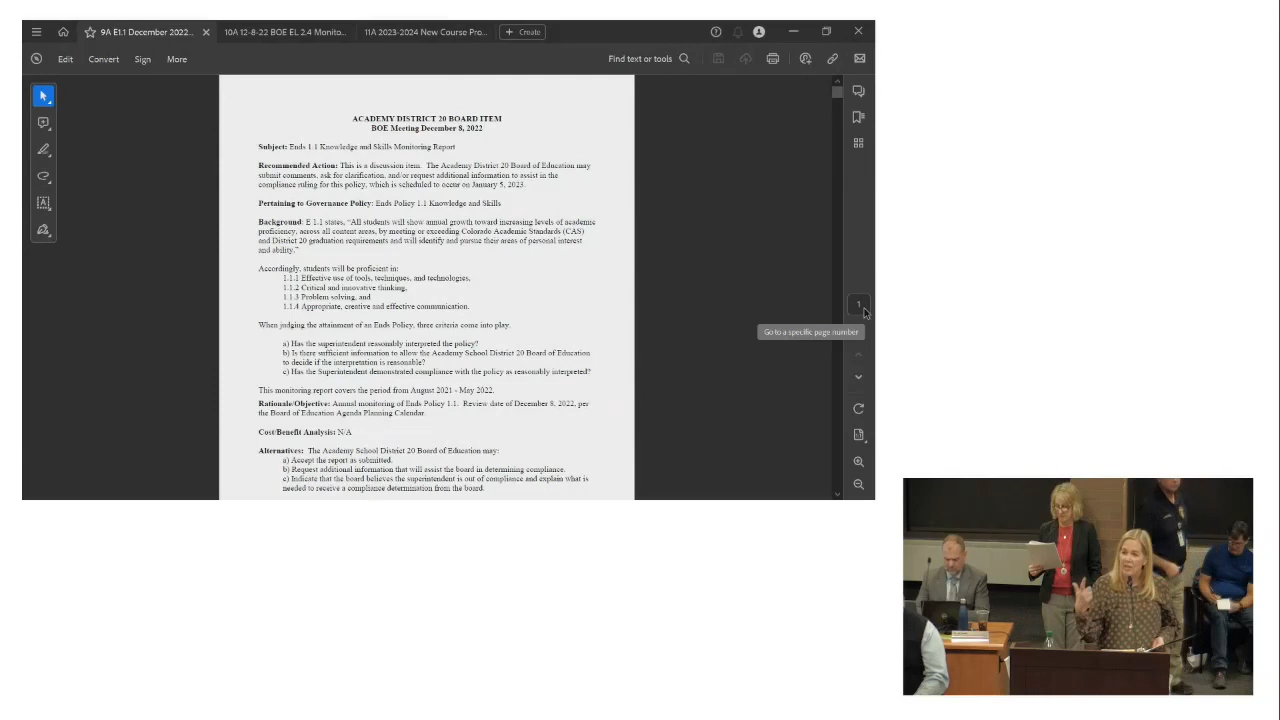 9A E1.1 December 2022...
10A 12-8-22 BOE EL 2.4 Monito...
11A 2023-2024 New Course Pro...
Create
Edit
Convert
Sign
More
Find text or tools
ACADEMY DISTRICT 20 BOARD ITEM
BOE Meeting December 8, 2022
Subject: Ends 1.1 Knowledge and Skills Monitoring Report
Recommended Action: This is a discussion item. The Academy District 20 Board of Education may
submit comments, ask for clarification, and/or request additional information to assist in the
compliance ruling for this policy, which is scheduled to occur on January 5, 2023.
Pertaining to Governance Policy: Ends Policy 1.1 Knowledge and Skills
Background: E 1.1 states, "All students will show annual growth toward increasing levels of academic
proficiency, across all content areas, by meeting or exceeding Colorado Academic Standards (CAS)
and District 20 graduation requirements and will identify and pursue their areas of personal interest
and ability."
Accordingly, students will be proficient in:
1.1.1 Effective use of tools, techniques, and technologies,
1.1.2 Critical and innovative thinking,
1.1.3 Problem solving, and
1.1.4 Appropriate, creative and effective communication.
When judging the attainment of an Ends Policy, three criteria come into play.
a) Has the superintendent reasonably interpreted the policy?
b) Is there sufficient information to allow the Academy School District 20 Board of Education
to decide if the interpretation is reasonable?
c) Has the Superintendent demonstrated compliance with the policy as reasonably interpreted?
This monitoring report covers the period from August 2021 - May 2022.
Rationale/Objective: Annual monitoring of Ends Policy 1.1. Review date of December 8, 2022, per
the Board of Education Agenda Planning Calendar.
Cost/Benefit Analysis: N/A
Alternatives: The Academy School District 20 Board of Education may:
a) Accept the report as submitted.
b) Request additional information that will assist the board in determining compliance.
c) Indicate that the board believes the superintendent is out of compliance and explain what is
needed to receive a compliance determination from the board.
1
Go to a specific page number